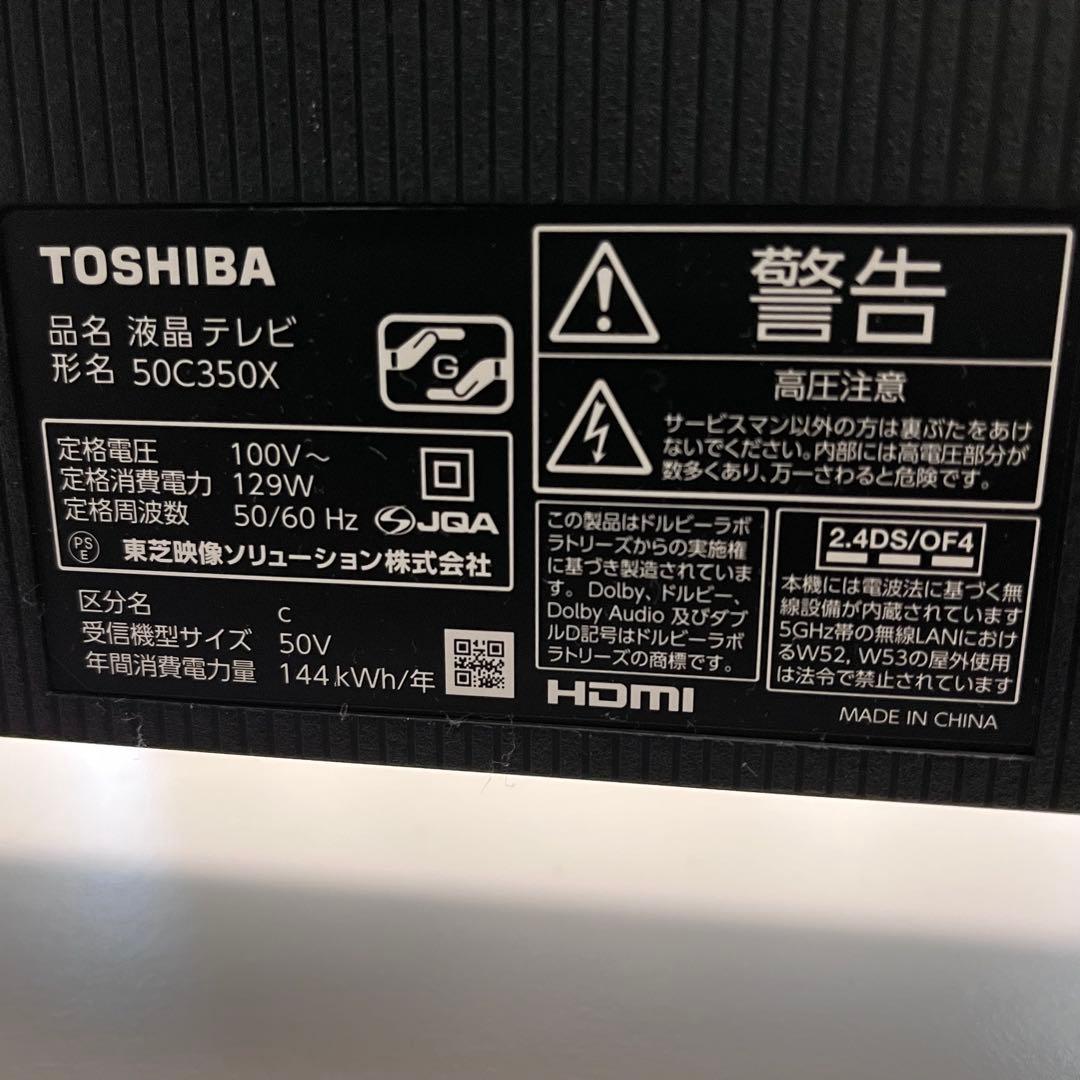 TOSHIBA
品名 液晶 テレビ
形名 50C350X
G
定格電圧 100V～
定格消費電力 129W
定格周波数 50/60 Hz
JQA
PS
E
東芝映像ソリューション株式会社
区分名 c
受信機型サイズ 50V
年間消費電力量 144 kWh/年
警告
高圧注意
サービスマン以外の方は裏ぶたをあけ
ないでください。内部には高電圧部分が
数多くあり、万一さわると危険です。
この製品はドルビーラボ
ラトリーズからの実施権
に基づき製造されていま
す。Dolby、ドルビー、
Dolby Audio 及びダブ
ルD記号はドルビーラボ
ラトリーズの商標です。
2.4DS/OF4
本機には電波法に基づく無
線設備が内蔵されています
5GHz帯の無線LANにおけ
るW52, W53の屋外使用
は法令で禁止されています
HDMI
MADE IN CHINA